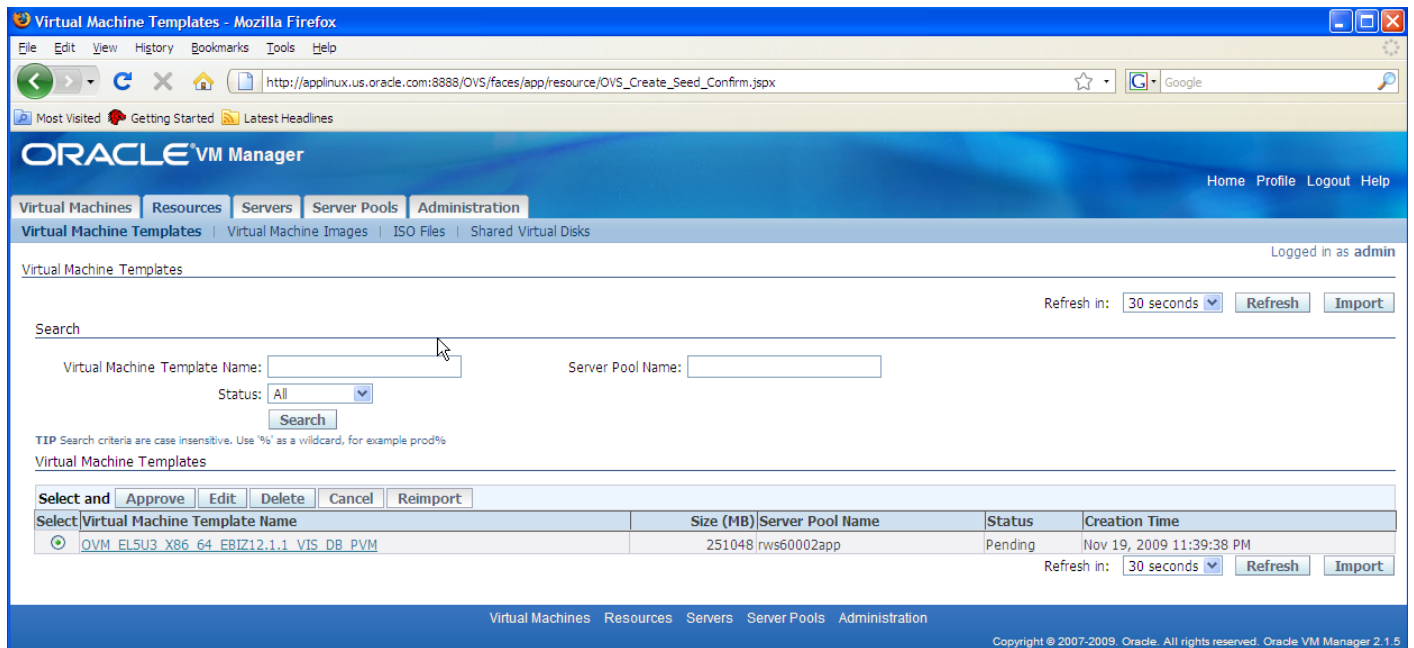 Virtual Machine Templates - Mozilla Firefox
File Edit View History Bookmarks Tools Help
http://applinux.us.oracle.com:8888/OVS/faces/app/resource/OVS_Create_Seed_Confirm.jspx
G Google
Most Visited Getting Started Latest Headlines
ORACLE VM Manager
Home Profile Logout Help
Virtual Machines Resources Servers Server Pools Administration
Virtual Machine Templates | Virtual Machine Images | ISO Files | Shared Virtual Disks
Logged in as admin
Virtual Machine Templates
Refresh in: 30 seconds Refresh Import
Search
Virtual Machine Template Name: Server Pool Name:
Status: All
Search
TIP Search criteria are case insensitive. Use '%' as a wildcard, for example prod%
Virtual Machine Templates
Select and Approve Edit Delete Cancel Reimport
Select Virtual Machine Template Name Size (MB) Server Pool Name Status Creation Time
OVM_EL5U3_X86_64_EBIZ12.1.1_VIS_DB_PVM 251048 rws60002app Pending Nov 19, 2009 11:39:38 PM
Refresh in: 30 seconds Refresh Import
Virtual Machines Resources Servers Server Pools Administration
Copyright © 2007-2009. Oracle. All rights reserved. Oracle VM Manager 2.1.5